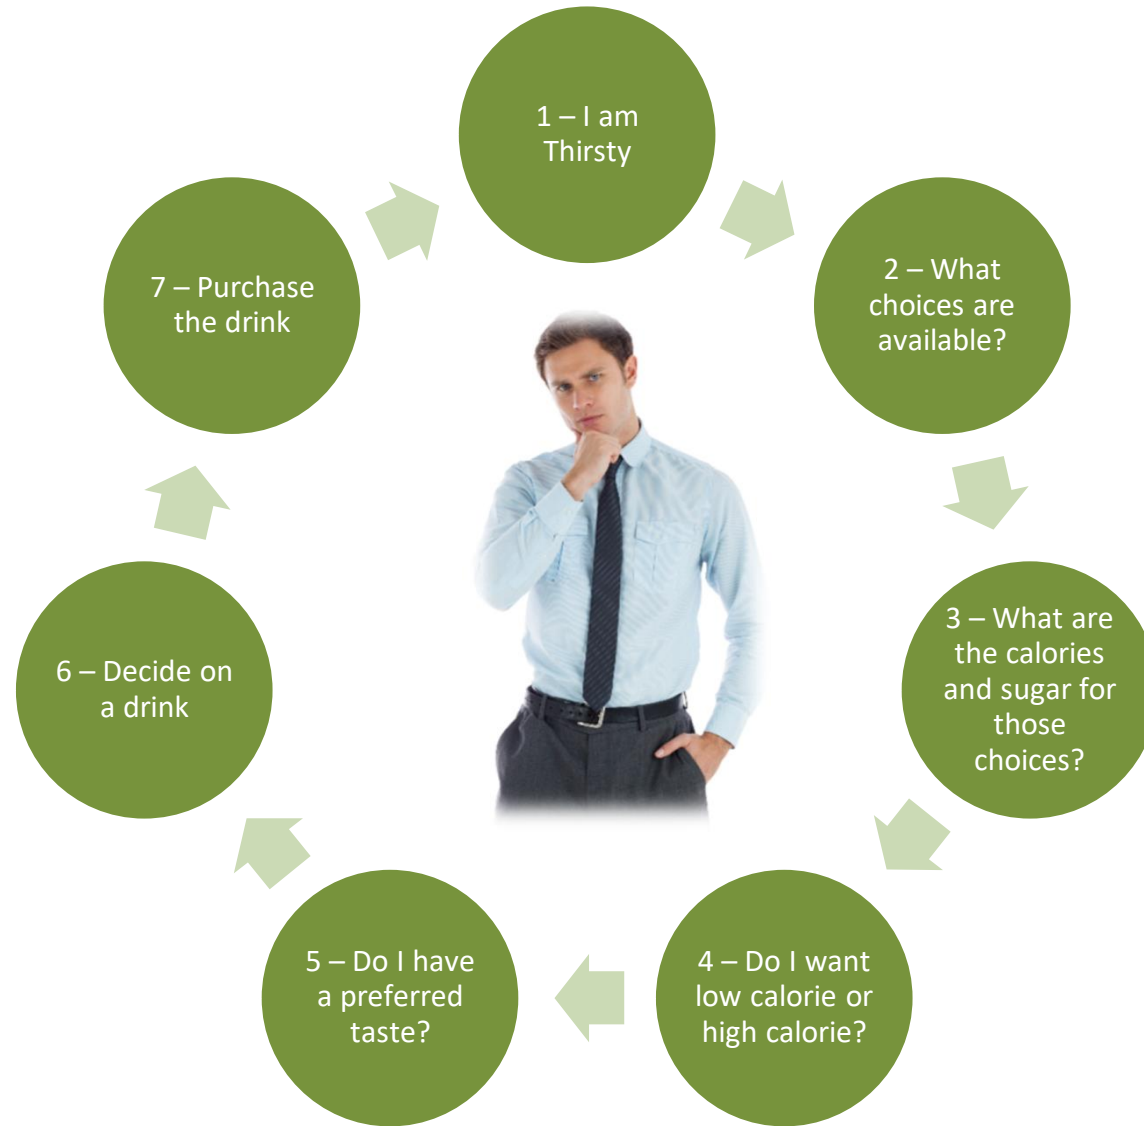 1 – I am
Thirsty
2 – What
choices are
available?
3 – What are
the calories
and sugar for
those
choices?
4 – Do I want
low calorie or
high calorie?
5 – Do I have
a preferred
taste?
6 – Decide on
a drink
7 – Purchase
the drink